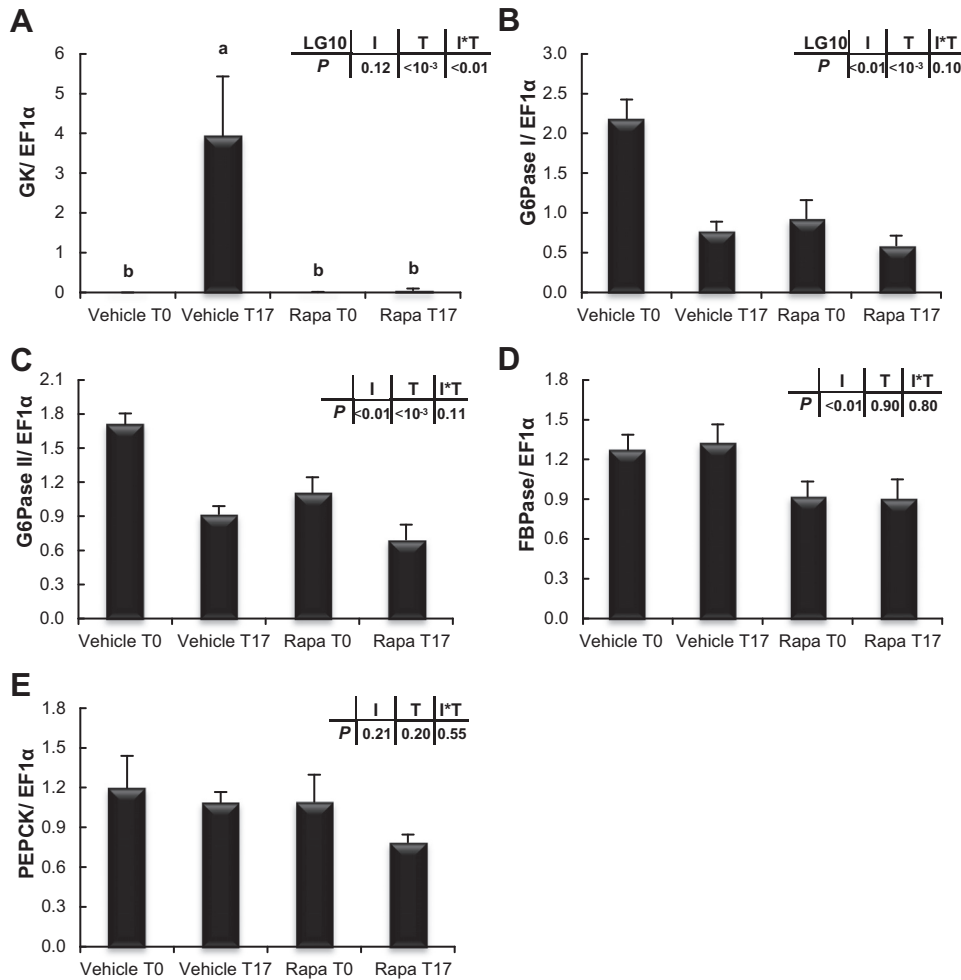 A
LG10 I T I*T
P 0.12 <10-3 <0.01
GK/ EF1α
6
5
4
3
2
1
0
a
b
b
b
Vehicle T0 Vehicle T17 Rapa T0 Rapa T17
B
LG10 I T I*T
P <0.01 <10-3 0.10
G6Pase I/ EF1α
3.0
2.5
2.0
1.5
1.0
0.5
0.0
Vehicle T0 Vehicle T17 Rapa T0 Rapa T17
C
I T I*T
P <0.01 <10-3 0.11
G6Pase II/ EF1α
2.1
1.8
1.5
1.2
0.9
0.6
0.3
0.0
Vehicle T0 Vehicle T17 Rapa T0 Rapa T17
D
I T I*T
P <0.01 0.90 0.80
FBPase/ EF1α
1.8
1.5
1.2
0.9
0.6
0.3
0.0
Vehicle T0 Vehicle T17 Rapa T0 Rapa T17
E
I T I*T
P 0.21 0.20 0.55
PEPCK/ EF1α
1.8
1.5
1.2
0.9
0.6
0.3
0.0
Vehicle T0 Vehicle T17 Rapa T0 Rapa T17